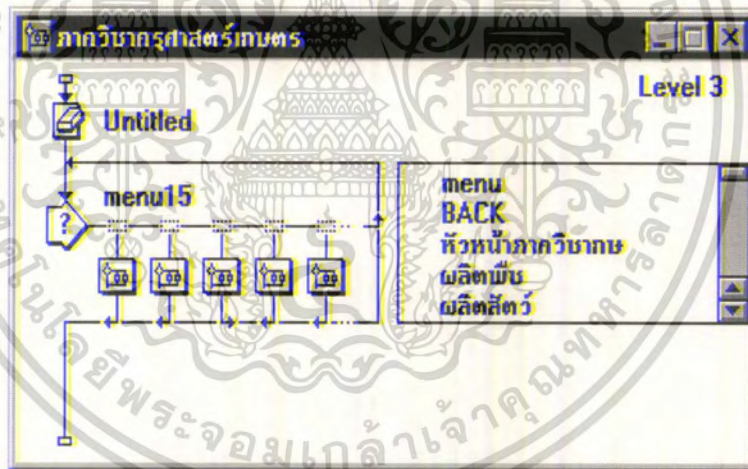 ภาควิชาครุศาสตร์เกษตร
Level 3
Untitled
menu15
menu
BACK
หัวหน้าภาควิชากษ
ผลิตพืช
ผลิตสัตว์